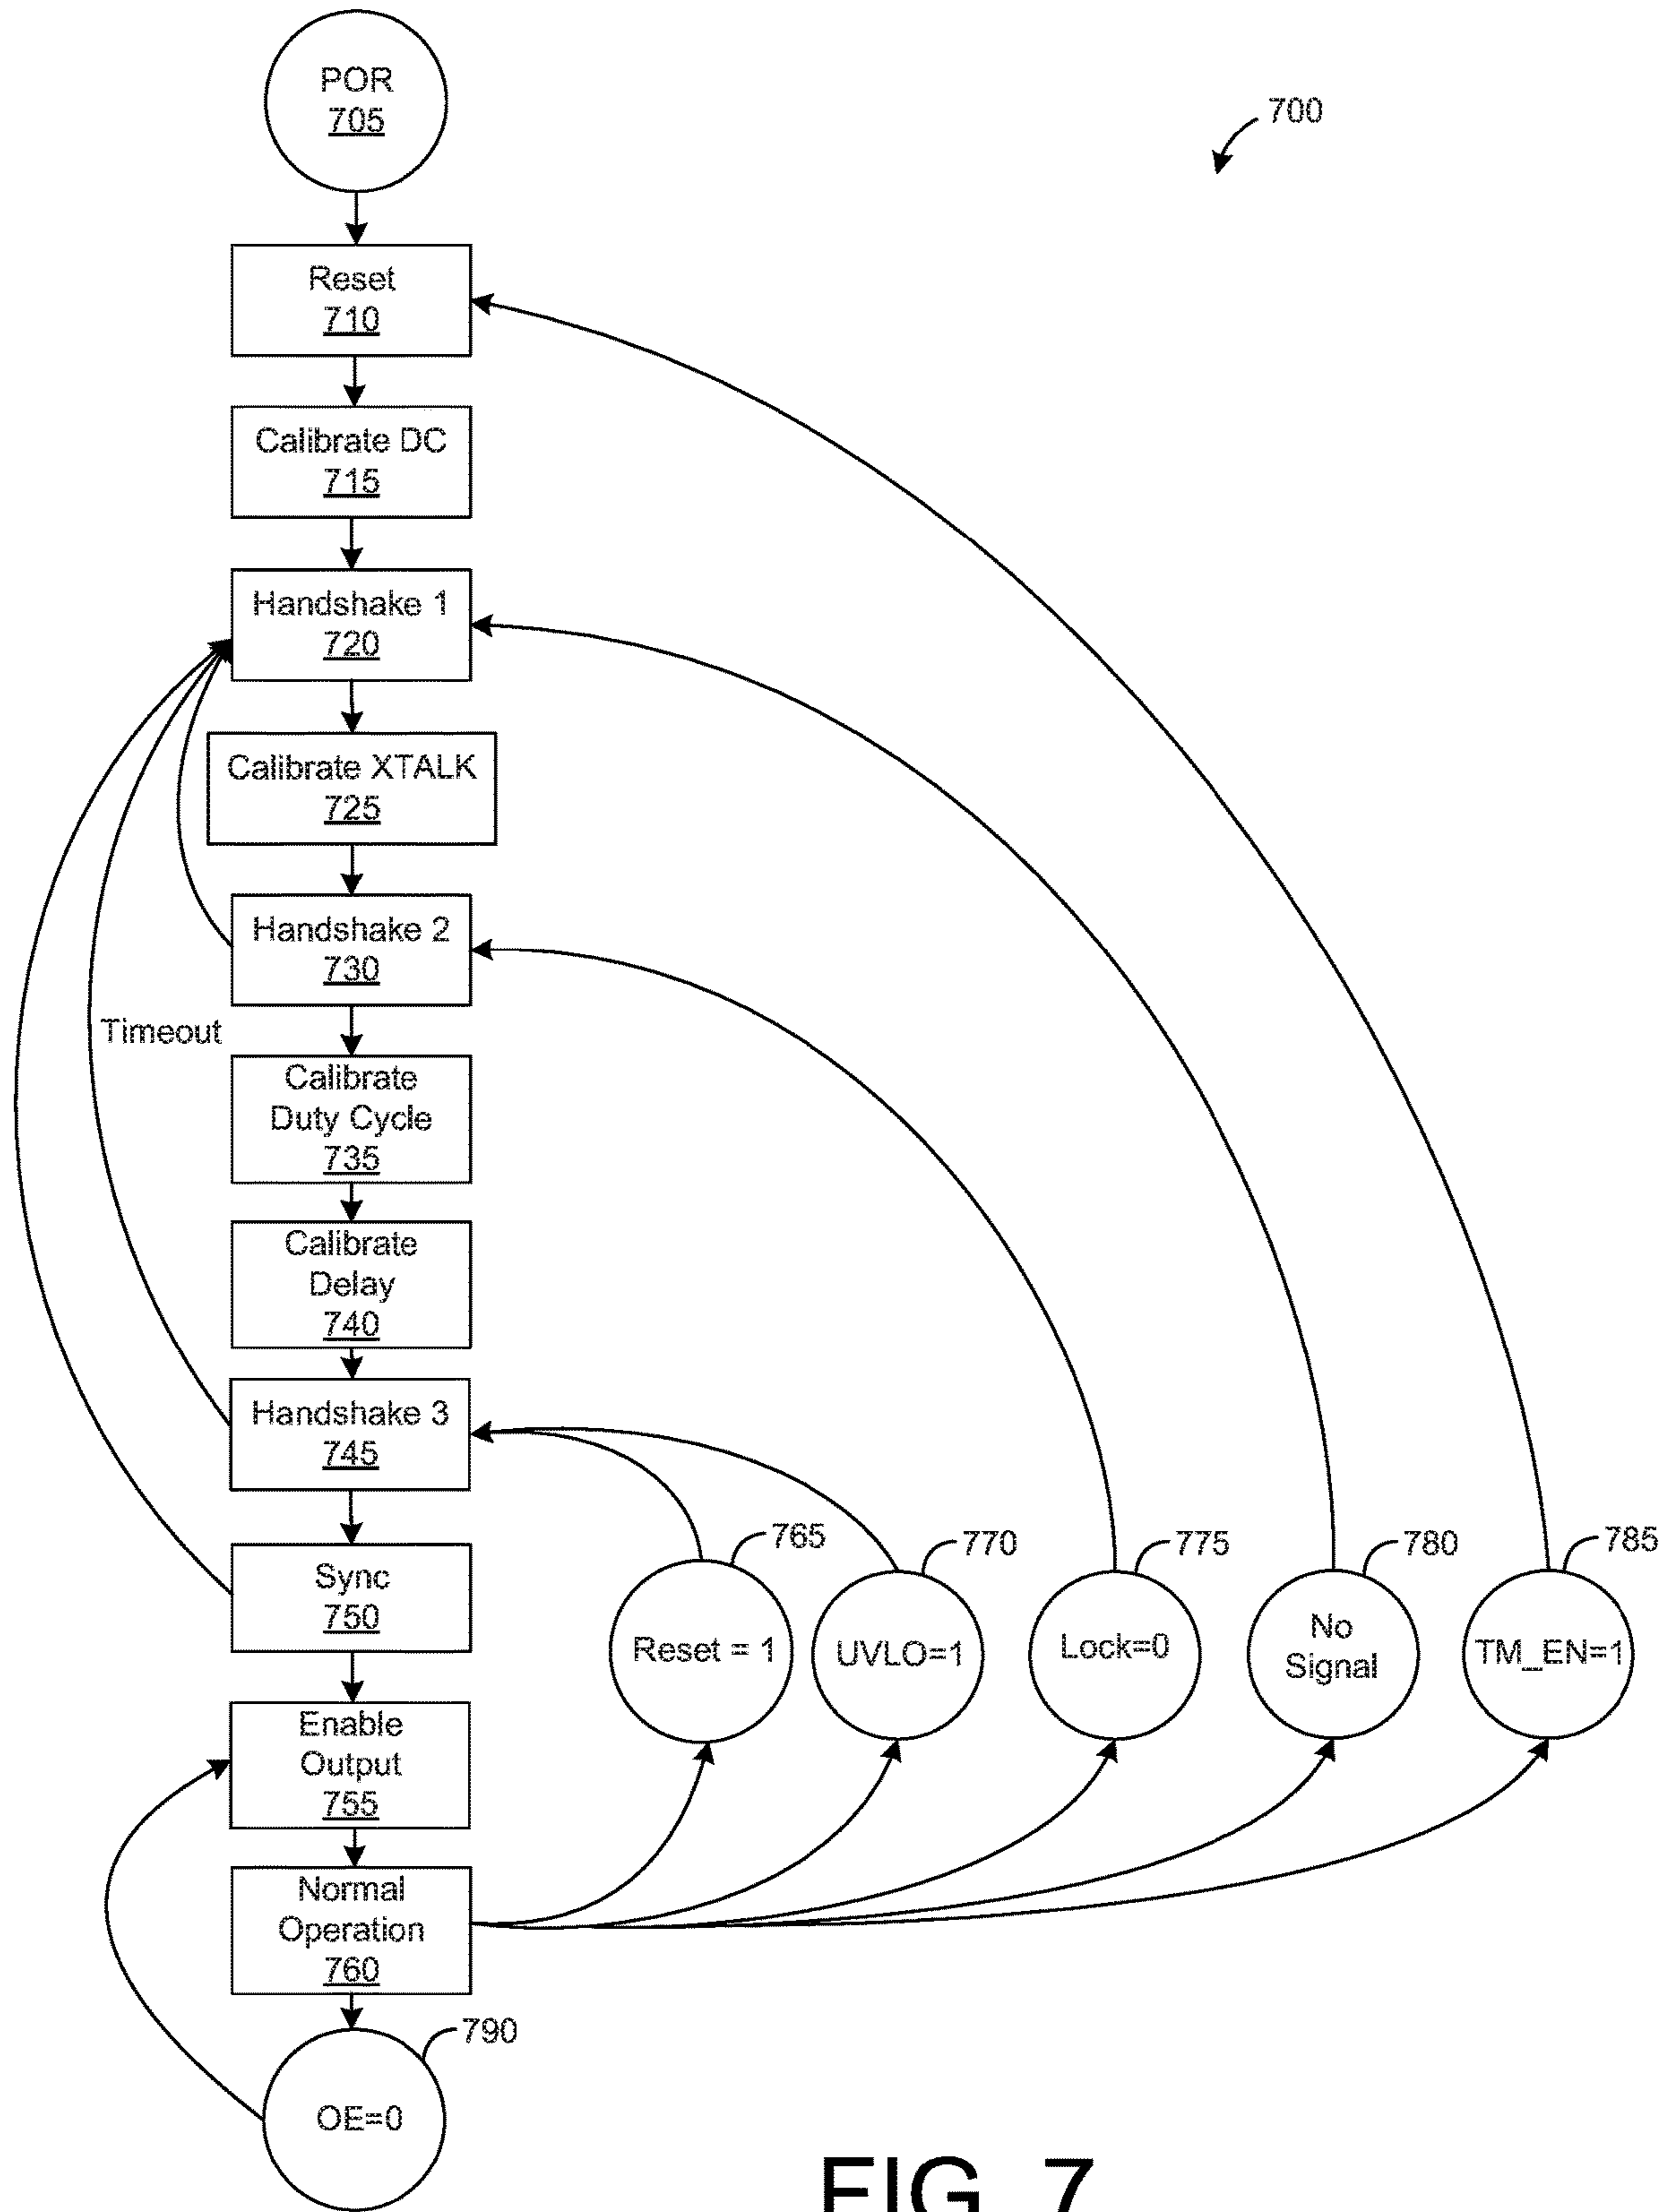 POR
705
700
Reset
710
Calibrate DC
715
Handshake 1
720
Calibrate XTALK
725
Handshake 2
730
Timeout
Calibrate
Duty Cycle
735
Calibrate
Delay
740
Handshake 3
745
Sync
750
765
770
775
780
785
Reset = 1
UVLO=1
Lock=0
No
Signal
TM_EN=1
Enable
Output
755
Normal
Operation
760
790
OE=0
FIG. 7